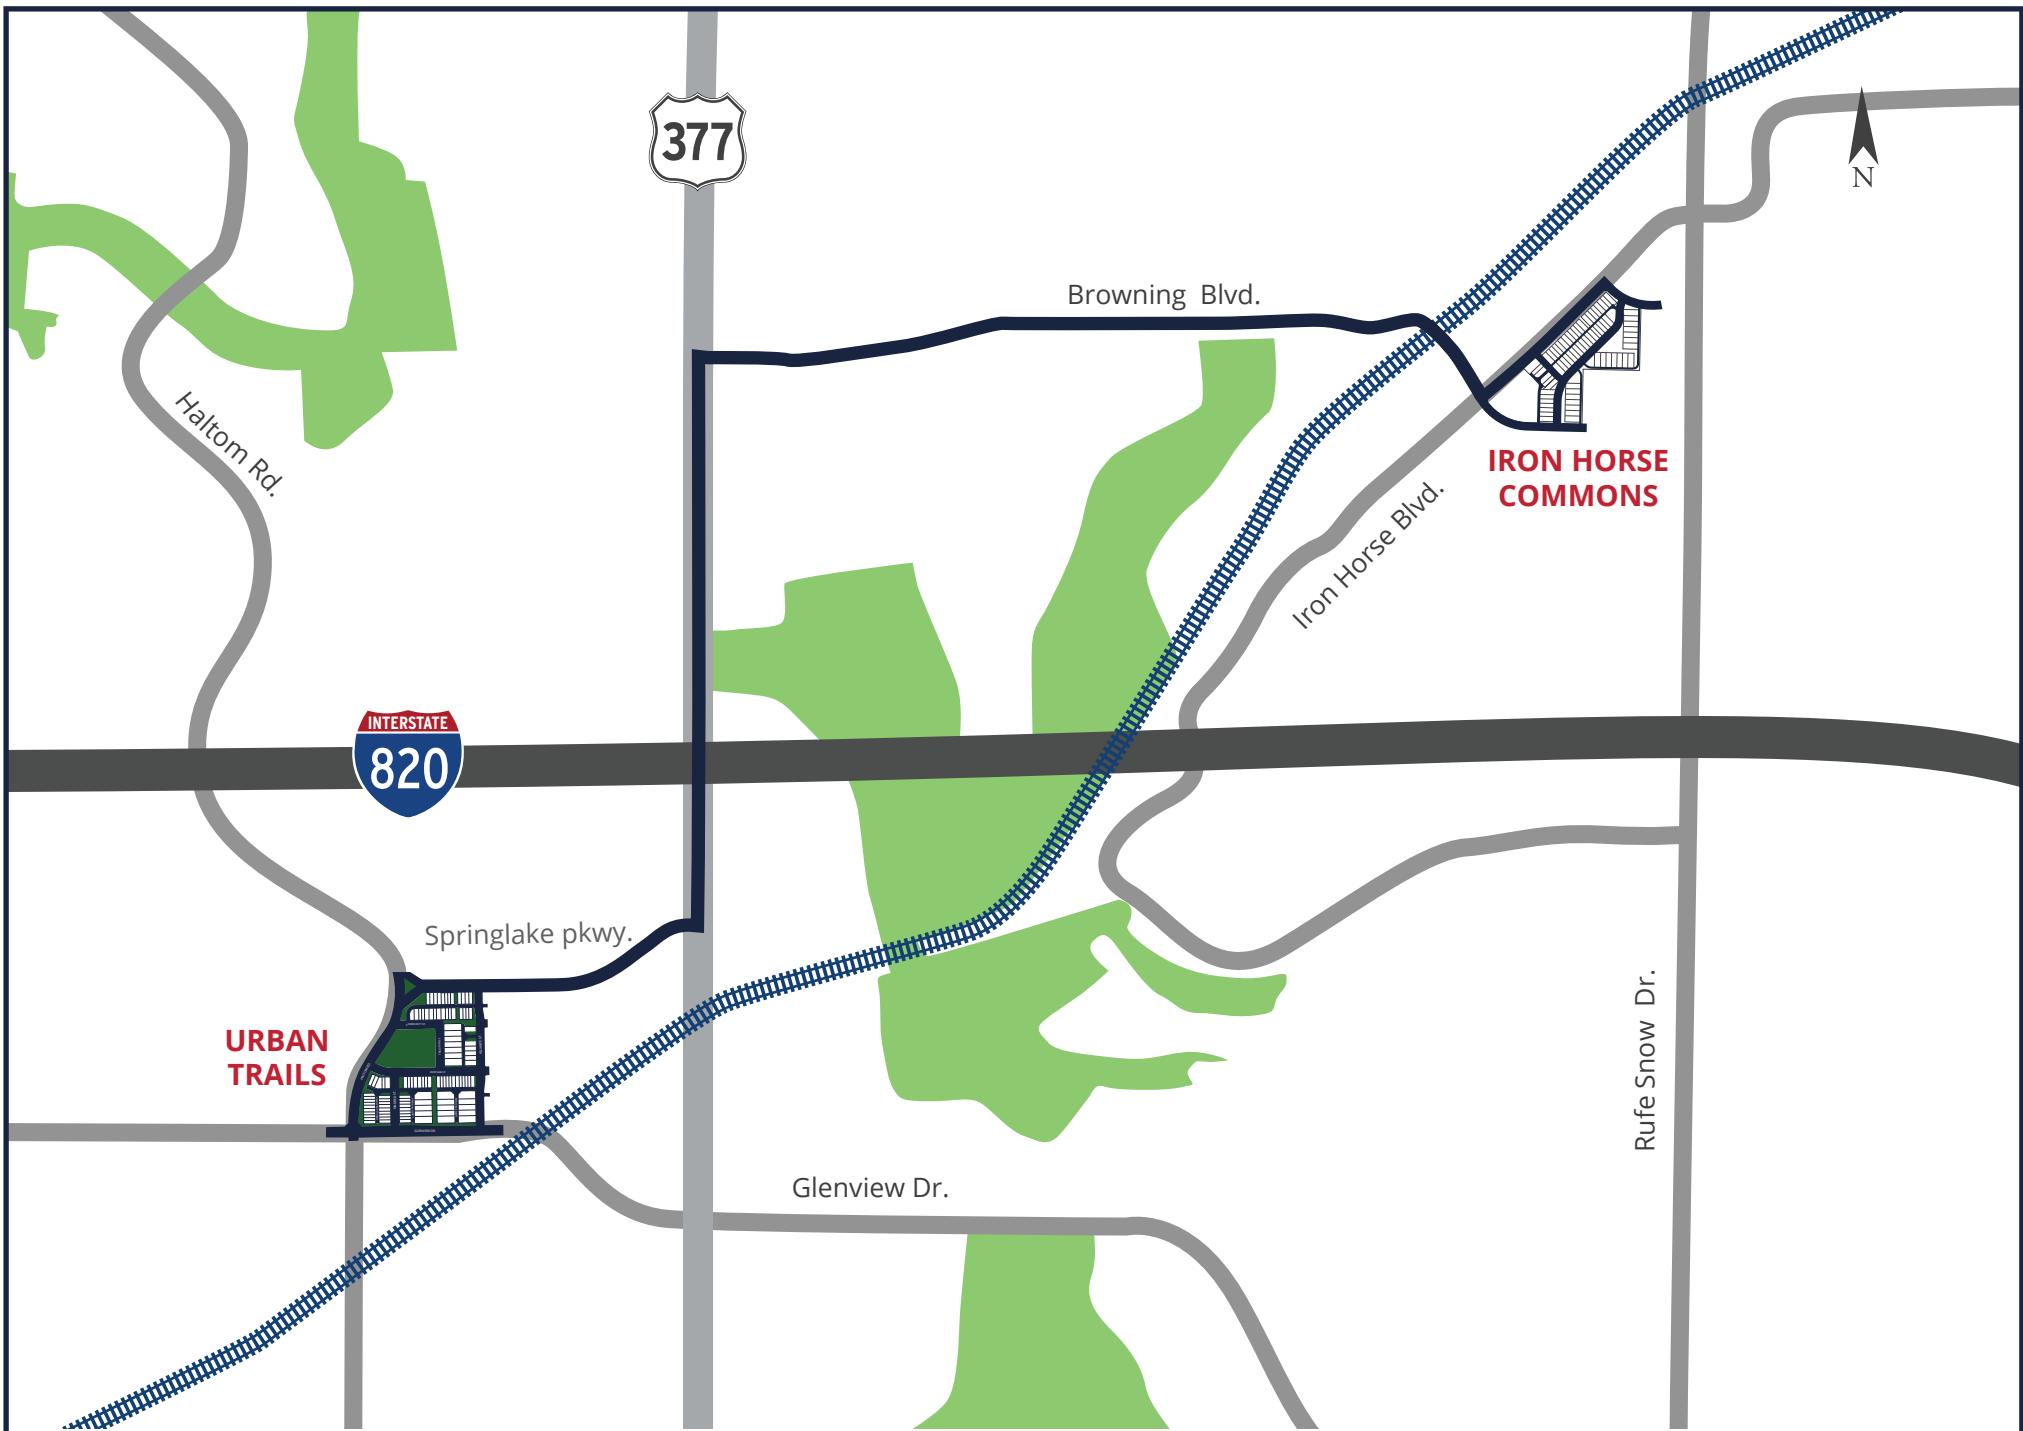 377
N
Browning Blvd.
Haltom Rd.
IRON HORSE
COMMONS
Iron Horse Blvd.
INTERSTATE
820
Springlake pkwy.
URBAN
TRAILS
Rufe Snow Dr.
Glenview Dr.